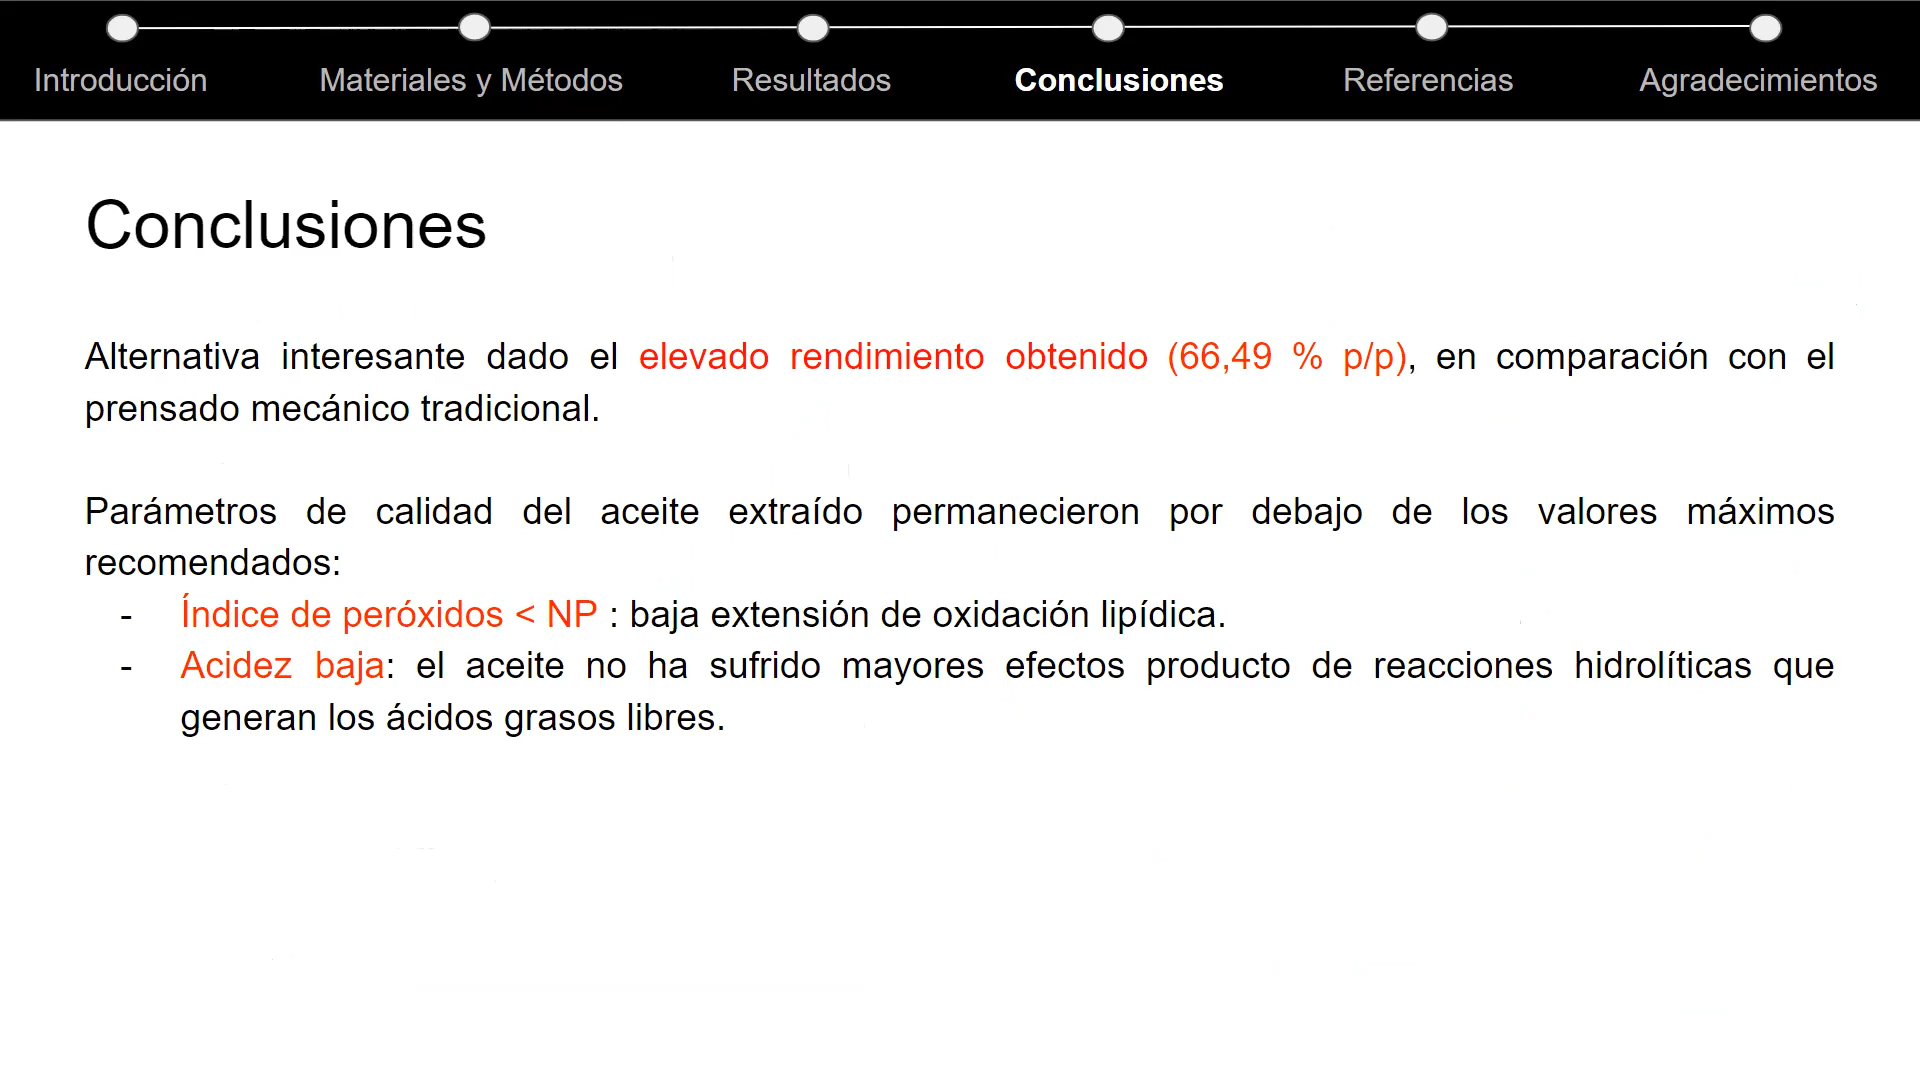 Introducción Materiales y Métodos Resultados Conclusiones Referencias Agradecimientos
Conclusiones
Alternativa interesante dado el elevado rendimiento obtenido (66,49 % p/p), en comparación con el
prensado mecánico tradicional.
Parámetros de calidad del aceite extraído permanecieron por debajo de los valores máximos
recomendados:
- Índice de peróxidos < NP : baja extensión de oxidación lipídica.
- Acidez baja: el aceite no ha sufrido mayores efectos producto de reacciones hidrolíticas que
generan los ácidos grasos libres.